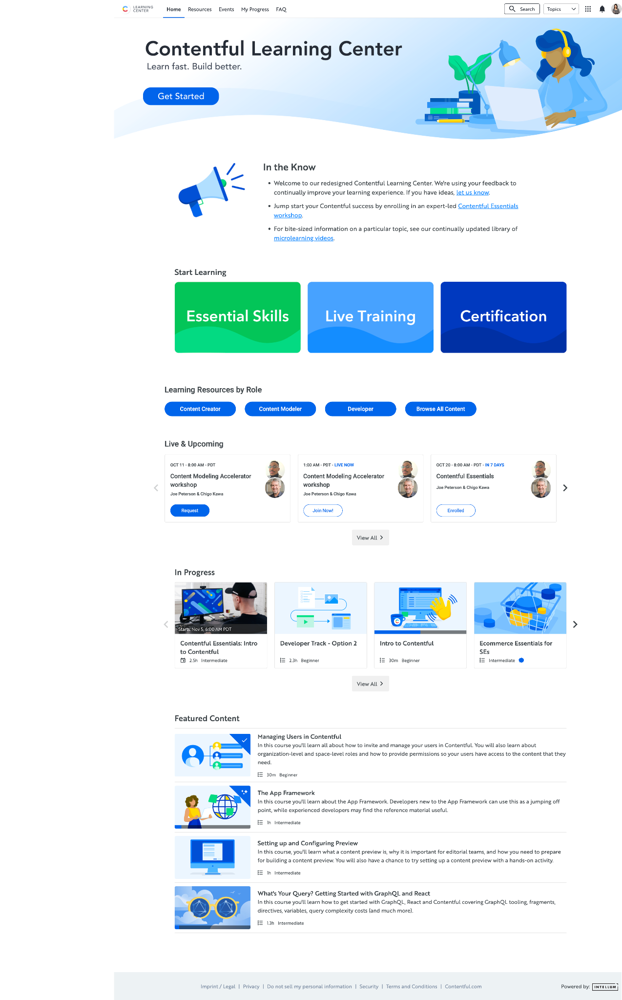 LEARNING
CENTER
Home
Resources
Events
My Progress
FAQ
Search
Topics
Contentful Learning Center
Learn fast. Build better.
Get Started
In the Know
• Welcome to our redesigned Contentful Learning Center. We're using your feedback to
continually improve your learning experience. If you have ideas, let us know.
• Jump start your Contentful success by enrolling in an expert-led Contentful Essentials
workshop.
• For bite-sized information on a particular topic, see our continually updated library of
microlearning videos.
Start Learning
Essential Skills
Live Training
Certification
Learning Resources by Role
Content Creator
Content Modeler
Developer
Browse All Content
Live & Upcoming
OCT 11 - 8:00 AM - PDT
Content Modeling Accelerator
workshop
Joe Peterson & Chigo Kawa
Request
1:00 AM - PDT - LIVE NOW
Content Modeling Accelerator
workshop
Joe Peterson & Chigo Kawa
Join Now!
OCT 20 - 8:00 AM - PDT - IN 7 DAYS
Contentful Essentials
Joe Peterson & Chigo Kawa
Enrolled
View All
In Progress
Starts: Nov 5, 6:00 AM PDT
Contentful Essentials: Intro
to Contentful
2.5h Intermediate
Developer Track - Option 2
2.3h Beginner
Intro to Contentful
30m Beginner
Ecommerce Essentials for
SEs
Intermediate
View All
Featured Content
Managing Users in Contentful
In this course you'll learn all about how to invite and manage your users in Contentful. You will also learn about
organization-level and space-level roles and how to provide permissions so your users have access to the content that they
need.
30m Beginner
The App Framework
In this course you'll learn about the App Framework. Developers new to the App Framework can use this as a jumping off
point, while experienced developers may find the reference material useful.
1h Intermediate
Setting up and Configuring Preview
In this course, you'll learn what a content preview is, why it is important for editorial teams, and how you need to prepare
for building a content preview. You will also have a chance to try setting up a content preview with a hands-on activity.
1h Intermediate
What's Your Query? Getting Started with GraphQL and React
In this course you'll learn how to get started with GraphQL, React and Contentful covering GraphQL tooling, fragments,
directives, variables, query complexity costs (and much more).
1.3h Intermediate
Imprint / Legal | Privacy | Do not sell my personal information | Security | Terms and Conditions | Contentful.com
Powered by: INTELLUM